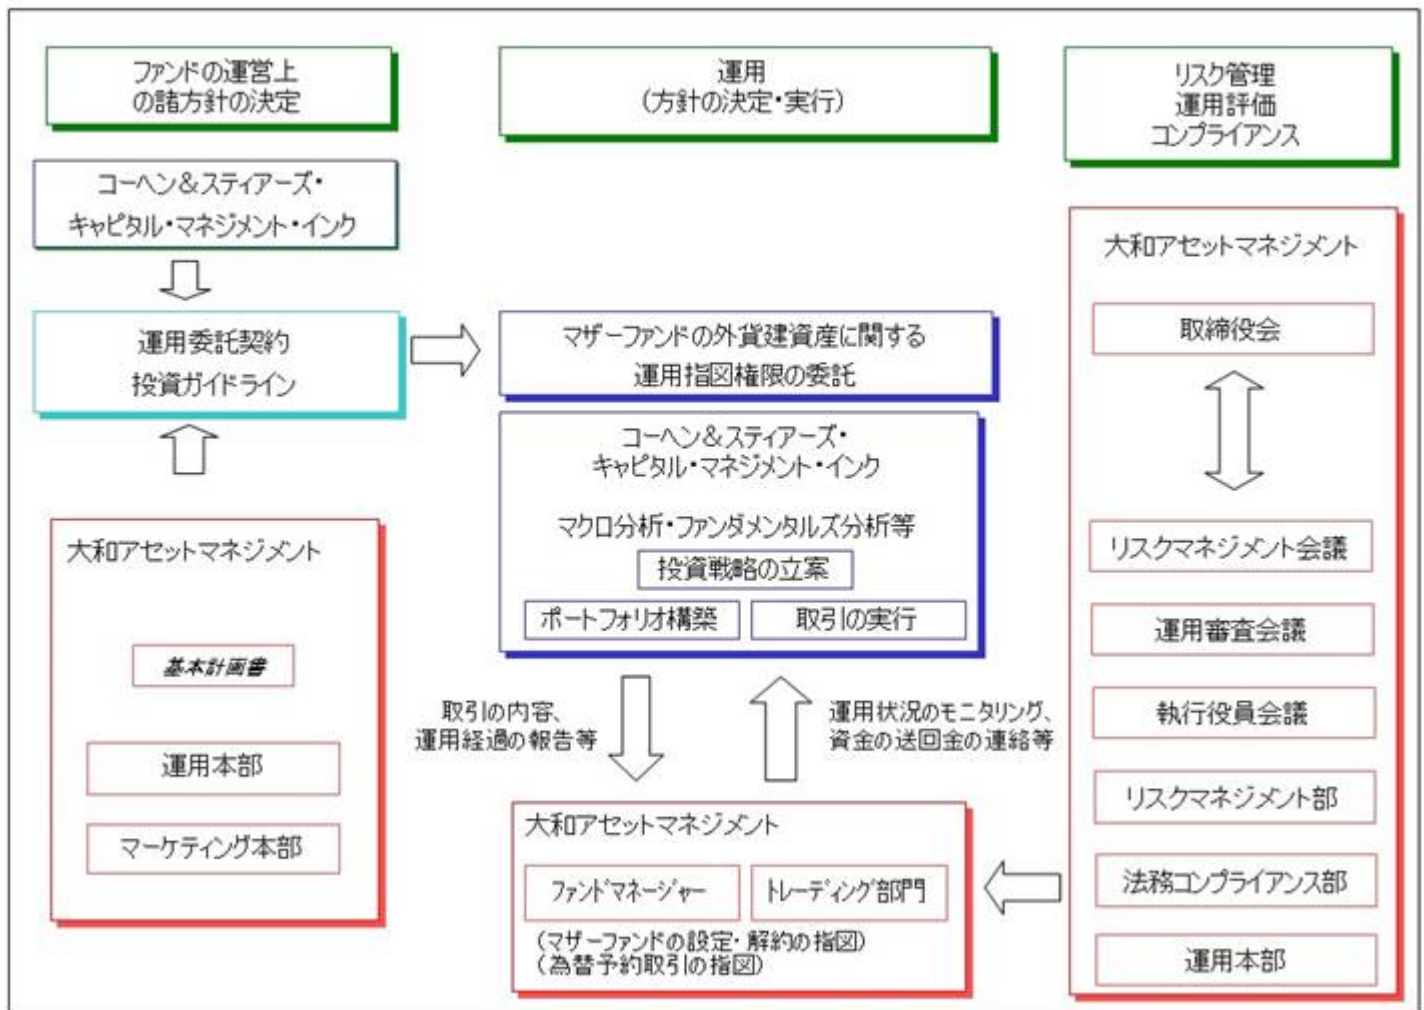 ファンドの運営上
の諸方針の決定
運用
(方針の決定・実行)
リスク管理
運用評価
コンプライアンス
コーヘン&スティアーズ・
キャピタル・マネジメント・インク
運用委託契約
投資ガイドライン
大和アセットマネジメント
基本計画書
運用本部
マーケティング本部
マザーファンドの外貨建資産に関する
運用指図権限の委託
コーヘン&スティアーズ・
キャピタル・マネジメント・インク
マクロ分析・ファンダメンタルズ分析等
投資戦略の立案
ポートフォリオ構築
取引の実行
取引の内容、
運用経過の報告等
運用状況のモニタリング、
資金の送回金の連絡等
大和アセットマネジメント
ファンドマネージャー
トレーディング部門
(マザーファンドの設定・解約の指図)
(為替予約取引の指図)
大和アセットマネジメント
取締役会
リスクマネジメント会議
運用審査会議
執行役員会議
リスクマネジメント部
法務コンプライアンス部
運用本部